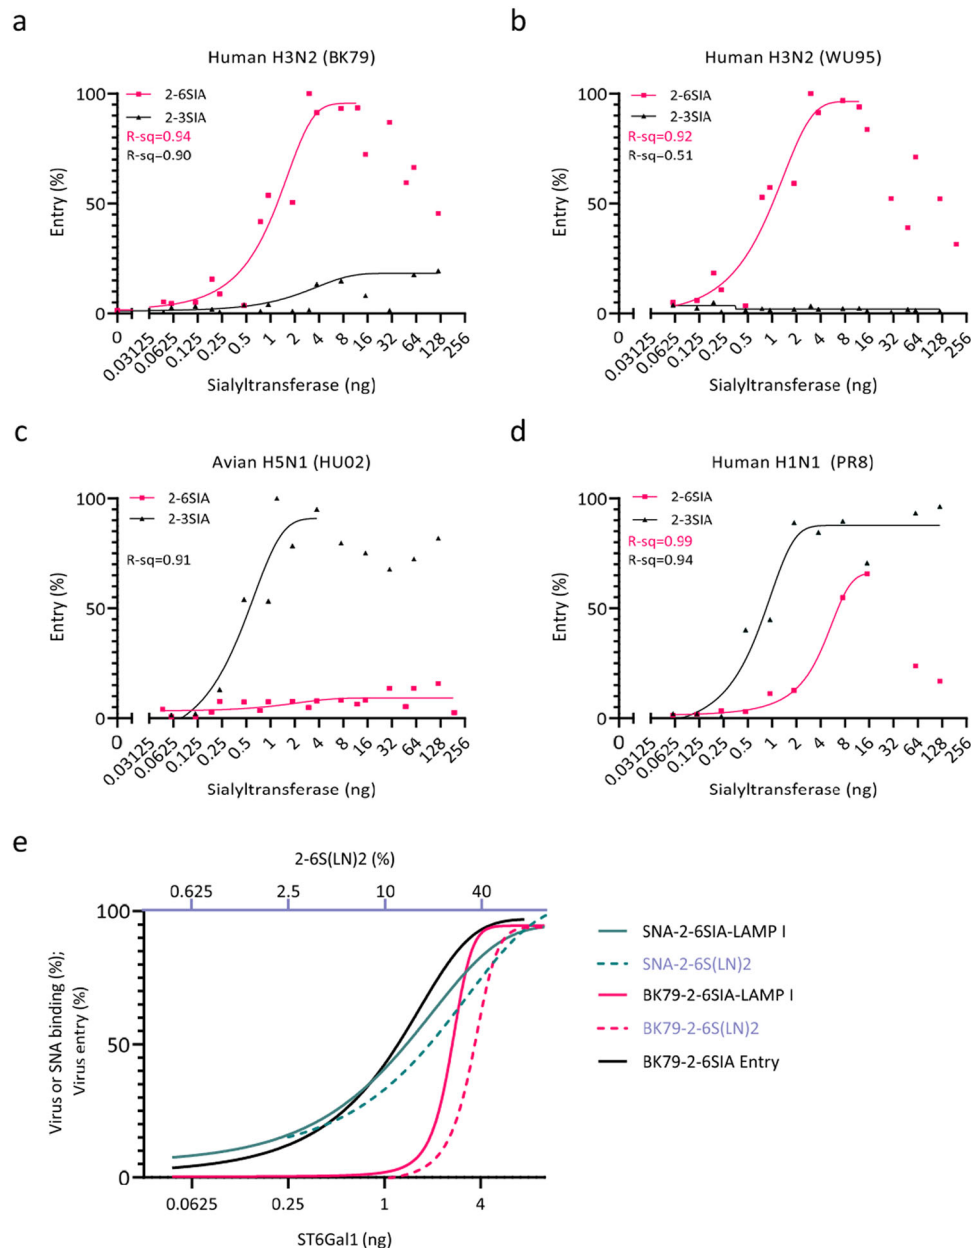 a
Human H3N2 (BK79)
2-6SIA
2-3SIA
R-sq=0.94
R-sq=0.90
100
50
0
Entry (%)
0 0.03125 0.0625 0.125 0.25 0.5 1 2 4 8 16 32 64 128 256
Sialyltransferase (ng)
b
Human H3N2 (WU95)
2-6SIA
2-3SIA
R-sq=0.92
R-sq=0.51
100
50
0
Entry (%)
0 0.03125 0.0625 0.125 0.25 0.5 1 2 4 8 16 32 64 128 256
Sialyltransferase (ng)
c
Avian H5N1 (HU02)
2-6SIA
2-3SIA
R-sq=0.91
100
50
0
Entry (%)
0 0.03125 0.0625 0.125 0.25 0.5 1 2 4 8 16 32 64 128 256
Sialyltransferase (ng)
d
Human H1N1 (PR8)
2-6SIA
2-3SIA
R-sq=0.99
R-sq=0.94
100
50
0
Entry (%)
0 0.03125 0.0625 0.125 0.25 0.5 1 2 4 8 16 32 64 128 256
Sialyltransferase (ng)
e
2-6S(LN)2 (%)
0.625 2.5 10 40
100
50
0
Virus or SNA binding (%);
Virus entry (%)
0.0625 0.25 1 4
ST6Gal1 (ng)
SNA-2-6SIA-LAMP I
SNA-2-6S(LN)2
BK79-2-6SIA-LAMP I
BK79-2-6S(LN)2
BK79-2-6SIA Entry